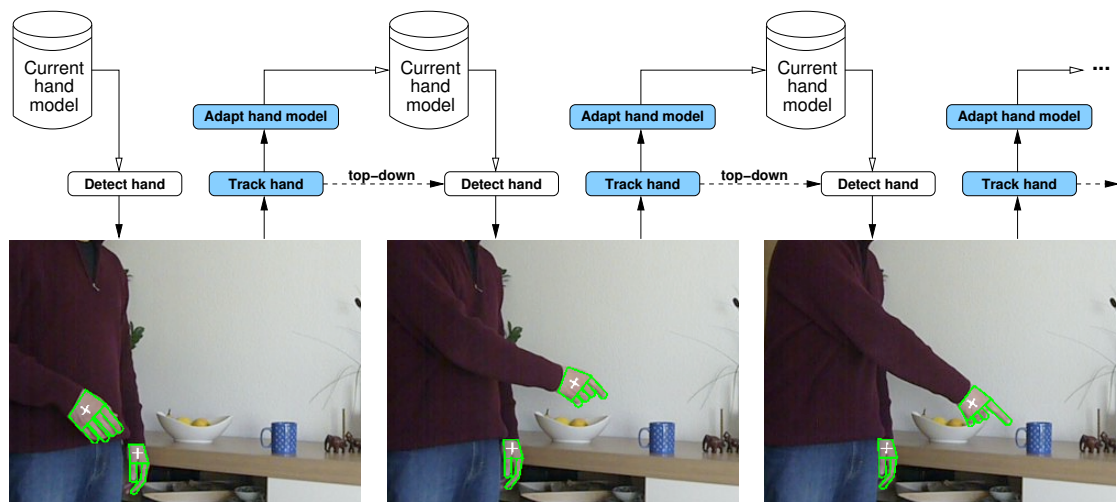 Current
hand
model
Current
hand
model
Current
hand
model
...
Adapt hand model
Adapt hand model
Adapt hand model
Detect hand
Track hand
top−down
Detect hand
Track hand
top−down
Detect hand
Track hand